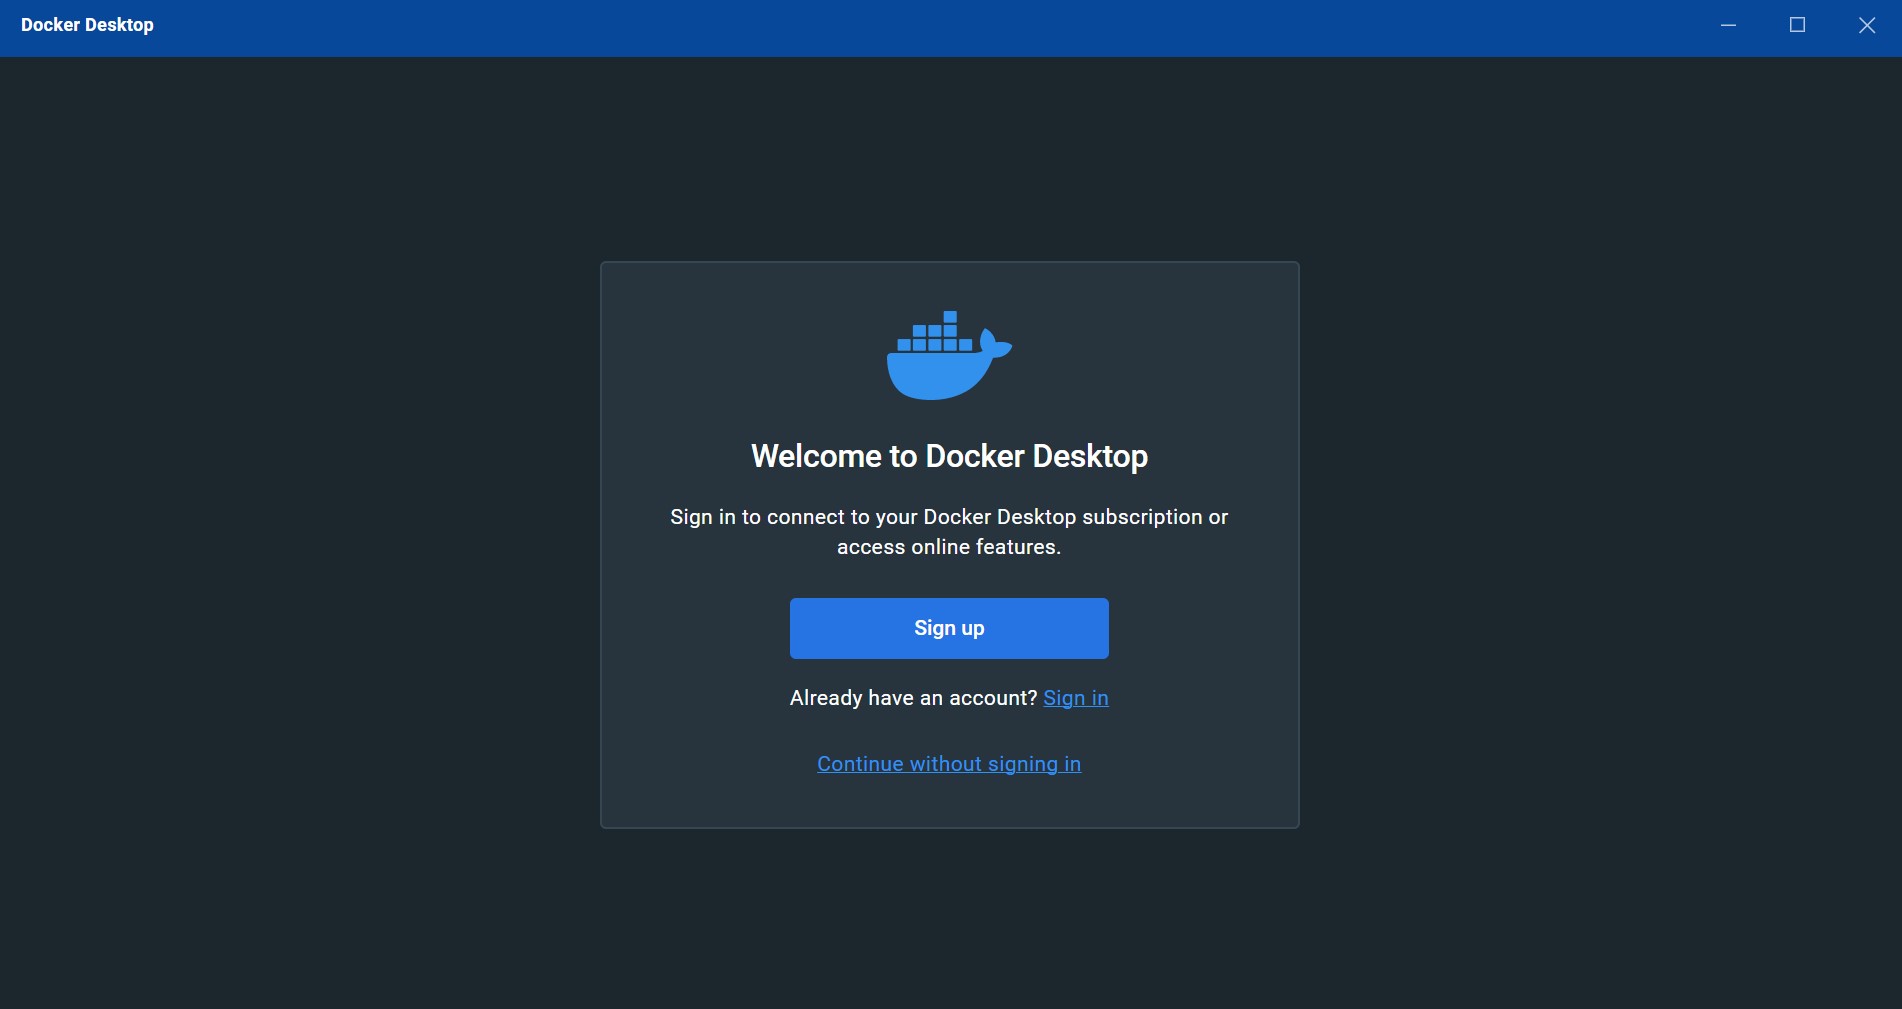 Docker Desktop
Welcome to Docker Desktop
Sign in to connect to your Docker Desktop subscription or
access online features.
Sign up
Already have an account? Sign in
Continue without signing in